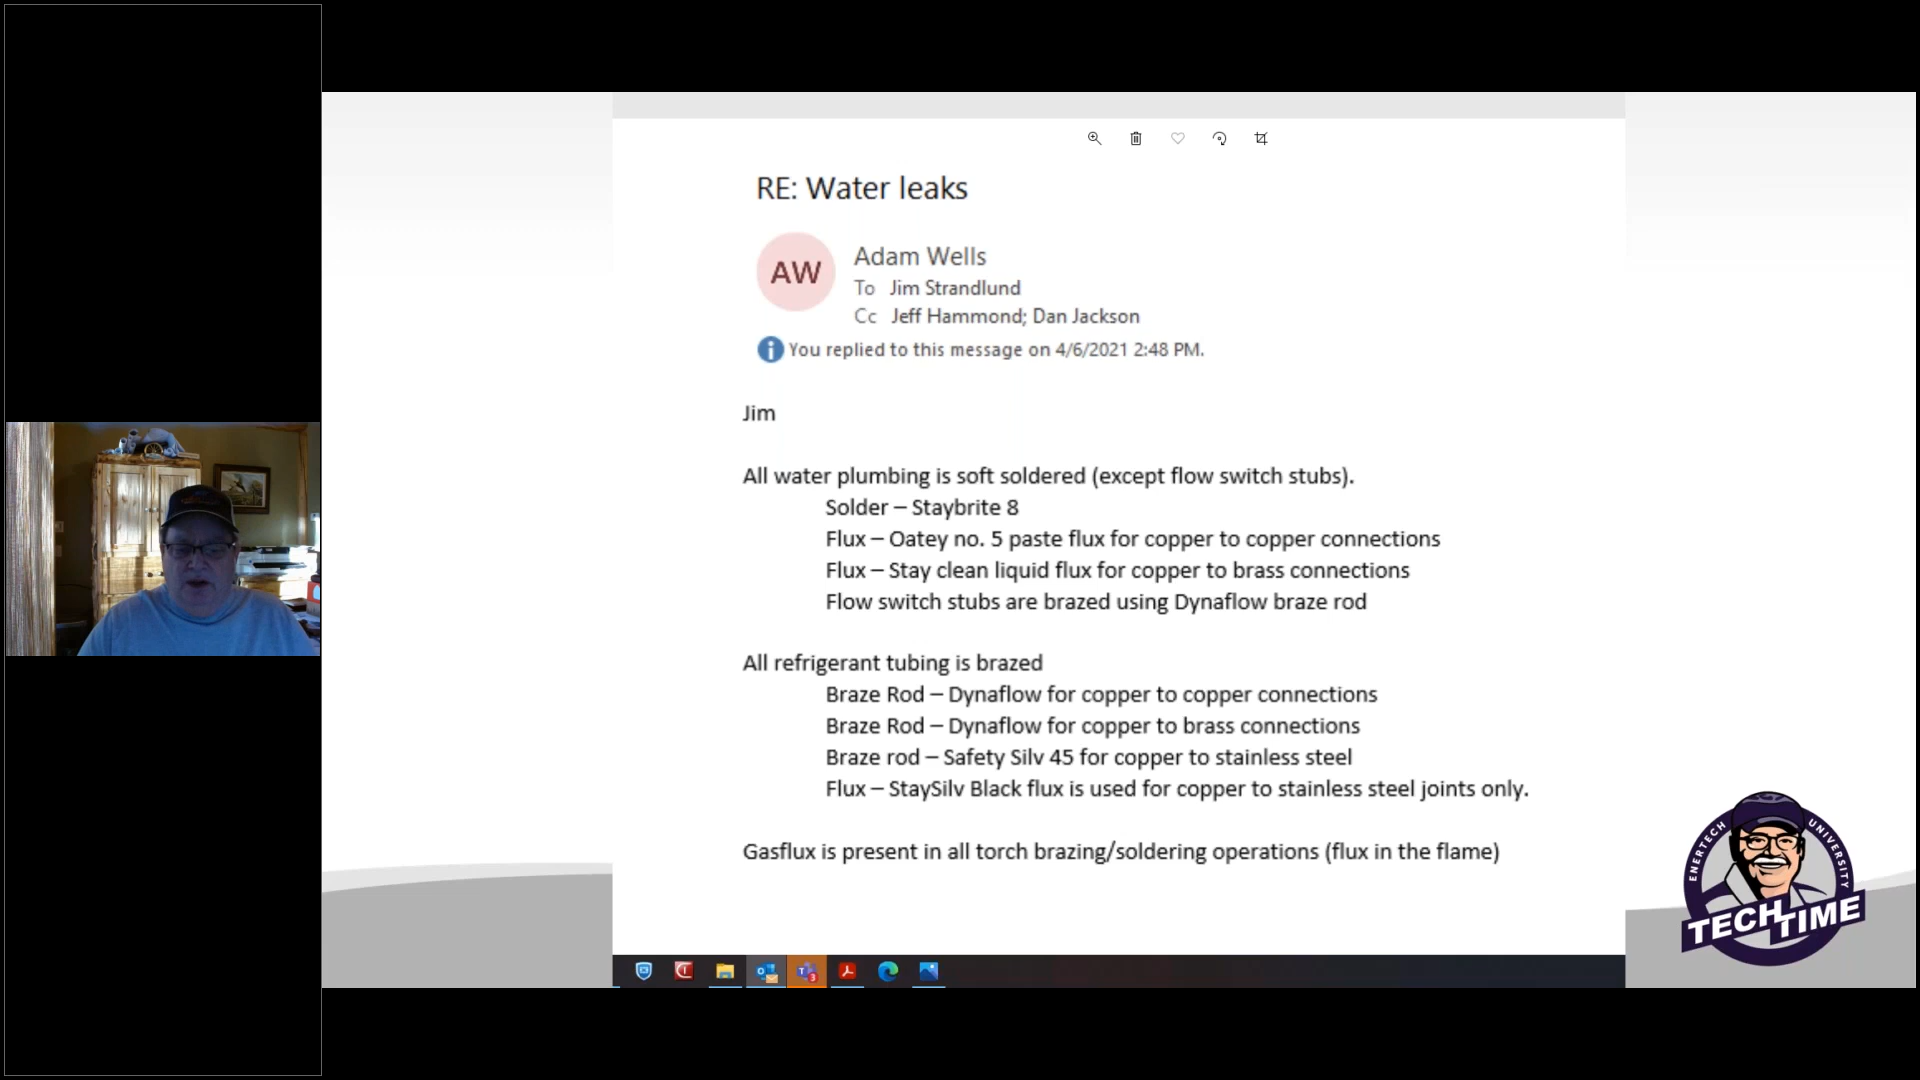 RE: Water leaks
AW
Adam Wells
To Jim Strandlund
Cc Jeff Hammond; Dan Jackson
You replied to this message on 4/6/2021 2:48 PM.
Jim
All water plumbing is soft soldered (except flow switch stubs).
Solder – Staybrite 8
Flux – Oatey no. 5 paste flux for copper to copper connections
Flux – Stay clean liquid flux for copper to brass connections
Flow switch stubs are brazed using Dynaflow braze rod
All refrigerant tubing is brazed
Braze Rod – Dynaflow for copper to copper connections
Braze Rod – Dynaflow for copper to brass connections
Braze rod – Safety Silv 45 for copper to stainless steel
Flux – StaySilv Black flux is used for copper to stainless steel joints only.
Gasflux is present in all torch brazing/soldering operations (flux in the flame)
ENERTECH UNIVERSITY
TECH TIME